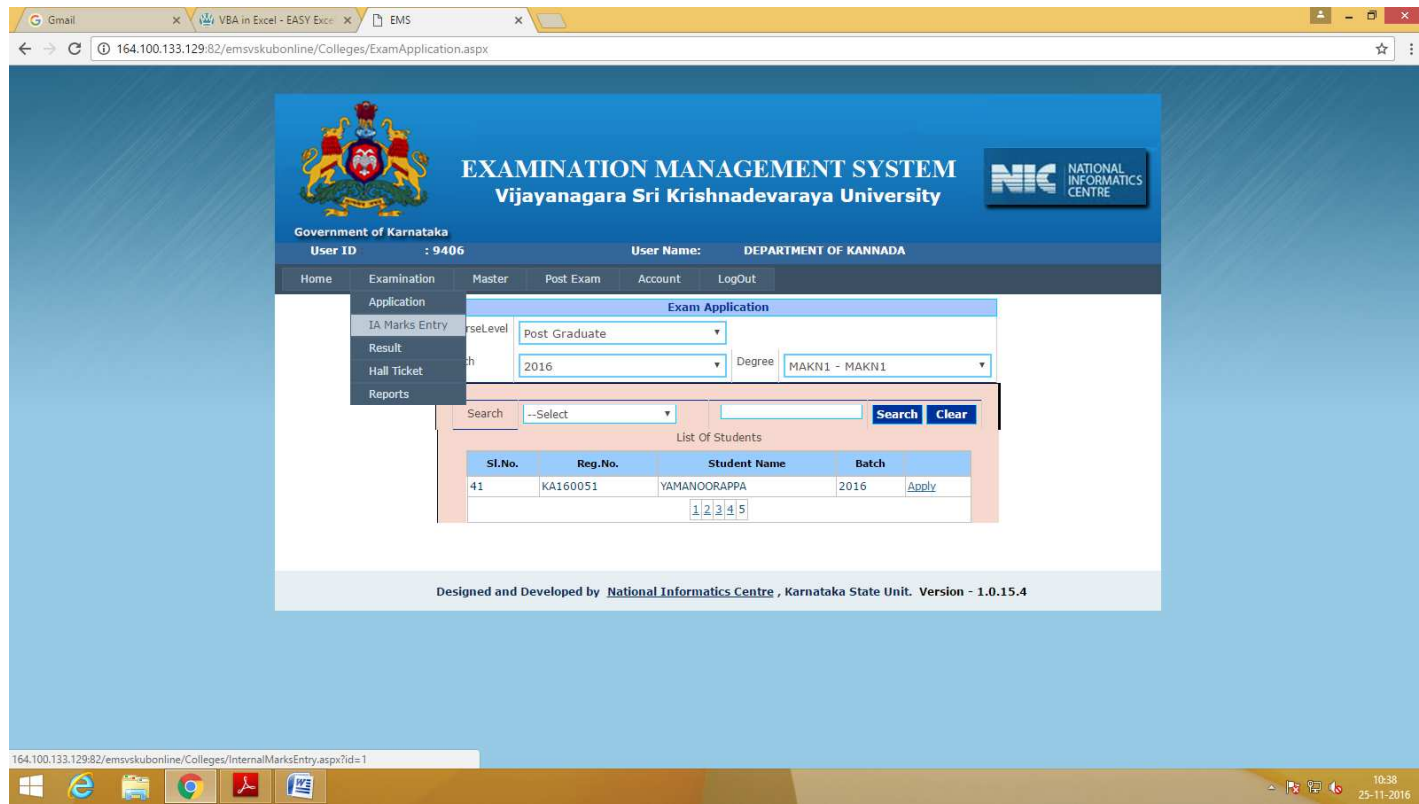 Gmail
VBA in Excel - EASY Exce
EMS
164.100.133.129:82/emsvskubonline/Colleges/ExamApplication.aspx
EXAMINATION MANAGEMENT SYSTEM
Vijayanagara Sri Krishnadevaraya University
NIC NATIONAL INFORMATICS CENTRE
Government of Karnataka
User ID : 9406 User Name: DEPARTMENT OF KANNADA
Home Examination Master Post Exam Account LogOut
Application
IA Marks Entry
Result
Hall Ticket
Reports
Exam Application
rseLevel Post Graduate
ch 2016 Degree MAKN1 - MAKN1
Search --Select Search Clear
List Of Students
Sl.No. Reg.No. Student Name Batch
41 KA160051 YAMANOORAPPA 2016 Apply
1 2 3 4 5
Designed and Developed by National Informatics Centre , Karnataka State Unit. Version - 1.0.15.4
164.100.133.129:82/emsvskubonline/Colleges/InternalMarksEntry.aspx?id=1
10:38
25-11-2016